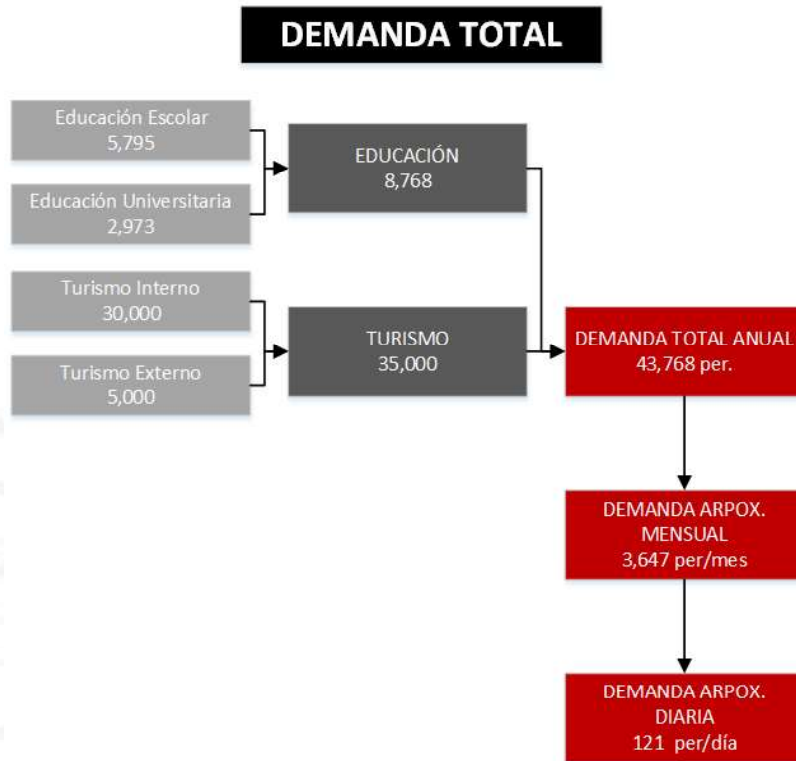 DEMANDA TOTAL
Educación Escolar
5,795
Educación Universitaria
2,973
EDUCACIÓN
8,768
Turismo Interno
30,000
Turismo Externo
5,000
TURISMO
35,000
DEMANDA TOTAL ANUAL
43,768 per.
DEMANDA ARPOX.
MENSUAL
3,647 per/mes
DEMANDA ARPOX.
DIARIA
121 per/día